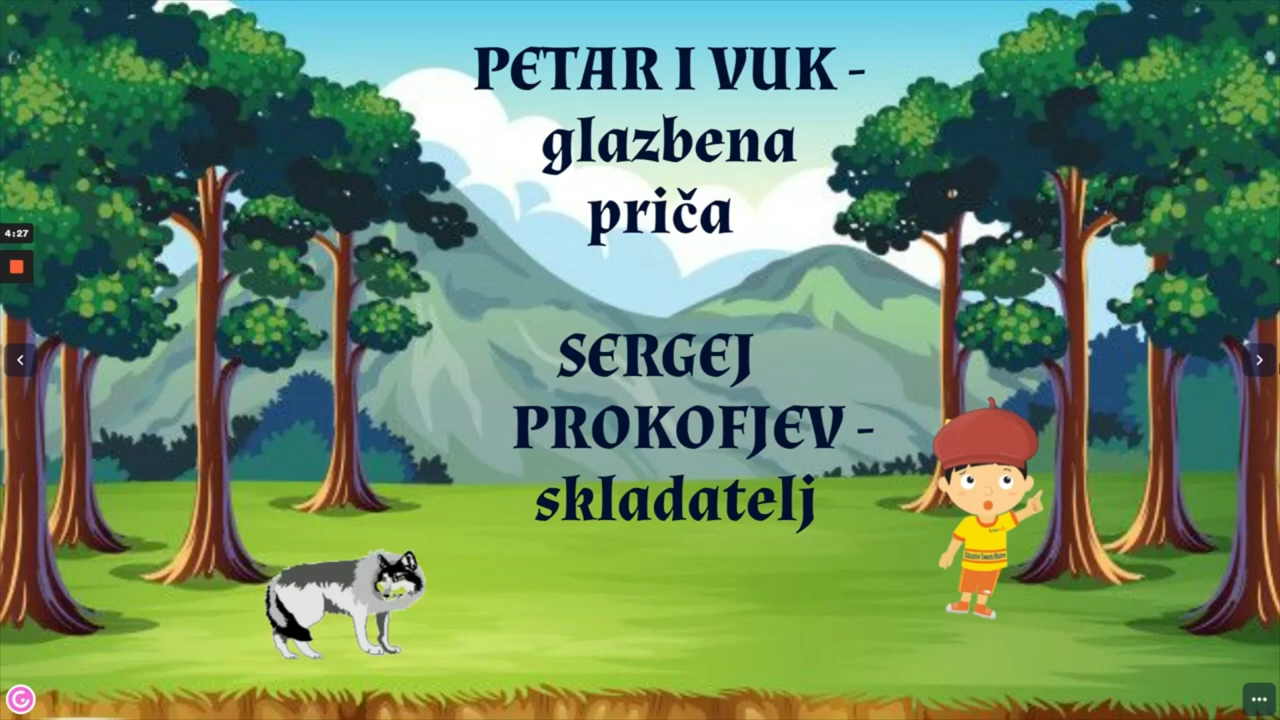 PETAR I VUK -
glazbena
priča
4:27
SERGEJ
PROKOFJEV -
skladatelj